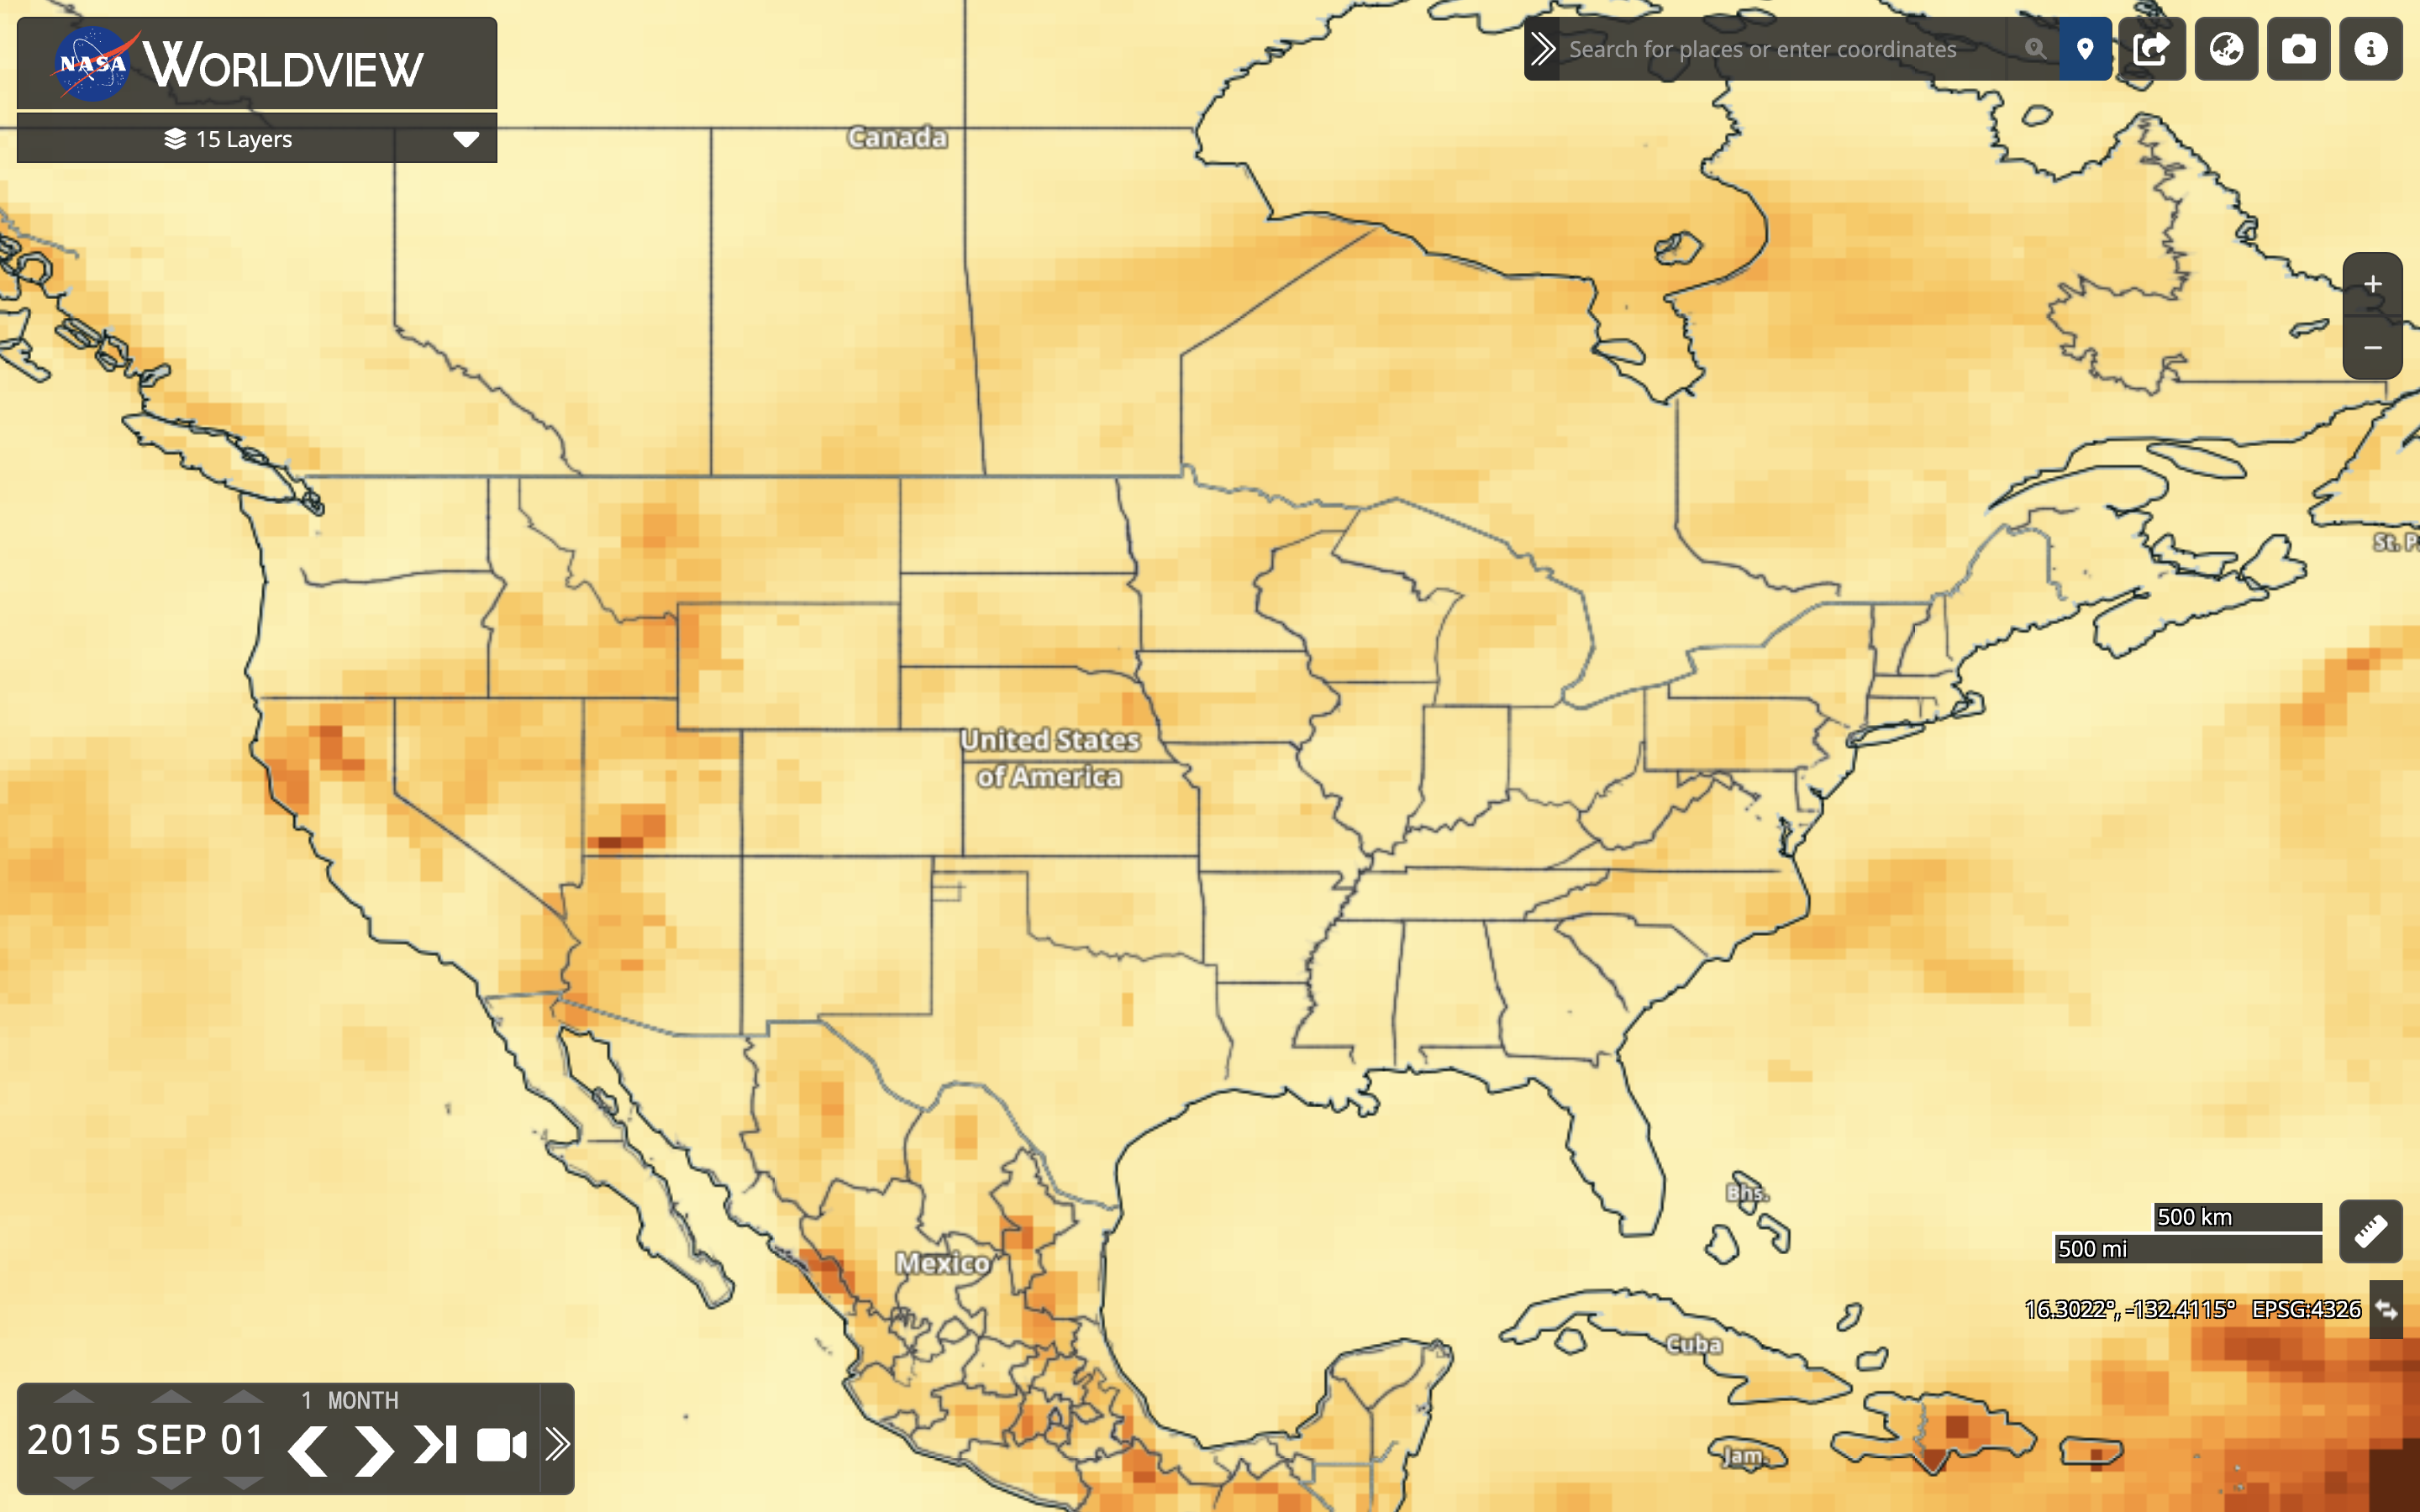 NASA WORLDVIEW
15 Layers
Search for places or enter coordinates
Canada
St. P
United States
of America
Bhs.
500 km
500 mi
Mexico
16.3022°, -132.4115° EPSG:4326
Cuba
Jam.
1 MONTH
2015 SEP 01